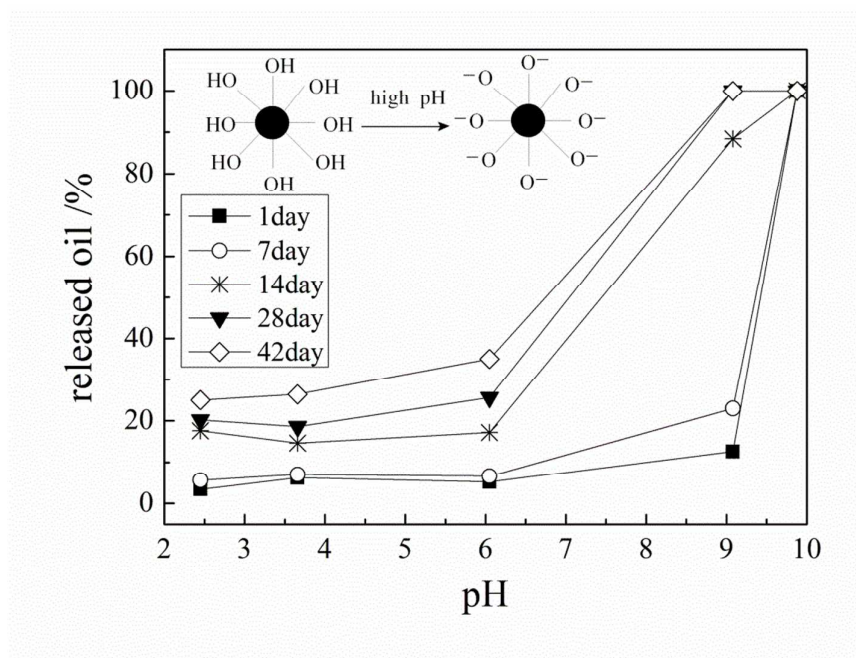 OH
HO
OH
HO
OH
HO
OH
OH
high pH
O−
−O
O−
−O
O−
−O
O−
O−
1day
7day
14day
28day
42day
released oil /%
100
80
60
40
20
0
2 3 4 5 6 7 8 9 10
pH